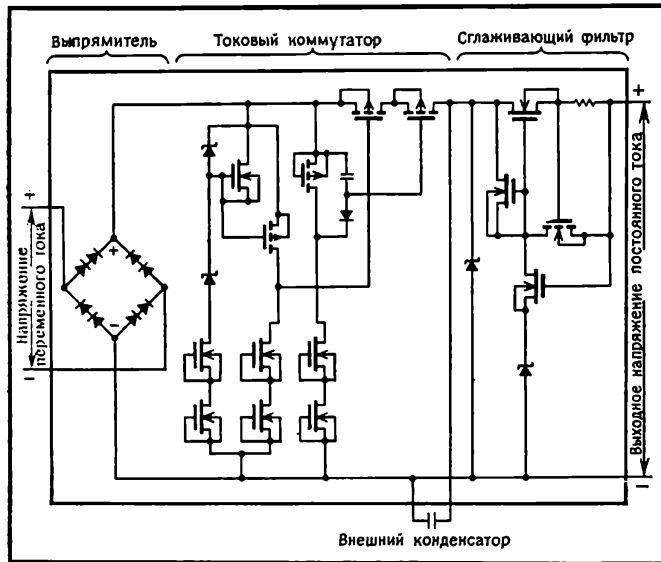 Выпрямитель
Токовый коммутатор
Сглаживающий фильтр
Напряжение
переменного тока
Выходное напряжение постоянного тока
Внешний конденсатор
+
–
+
–
+
–